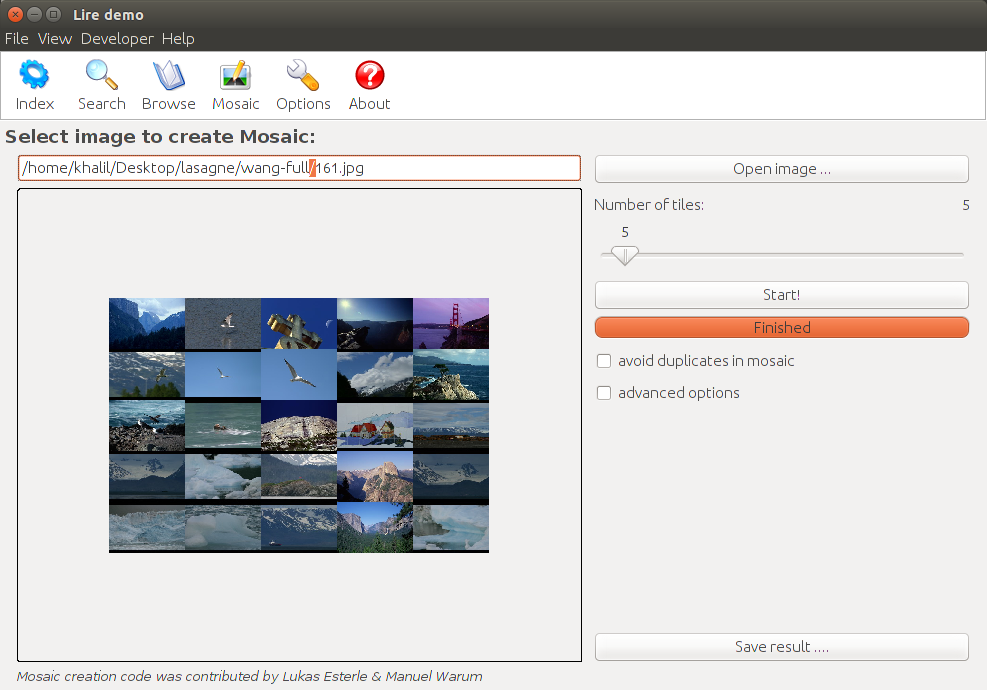 Lire demo
File View Developer Help
Index Search Browse Mosaic Options About
Select image to create Mosaic:
/home/khalil/Desktop/lasagne/wang-full/161.jpg
Open image ...
Number of tiles: 5
5
Start!
Finished
avoid duplicates in mosaic
advanced options
Save result ....
Mosaic creation code was contributed by Lukas Esterle & Manuel Warum